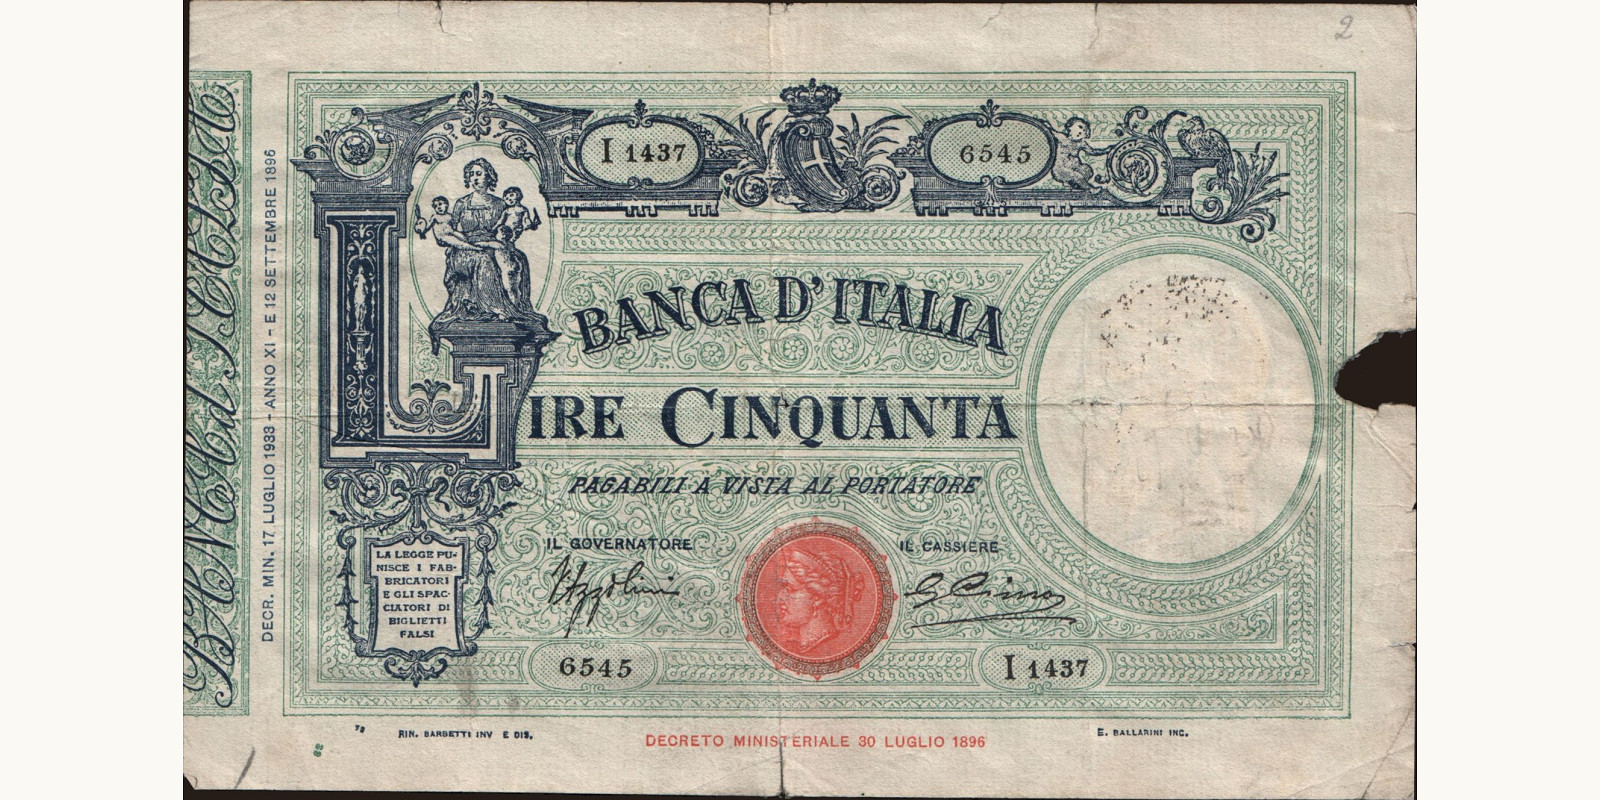 2
I 1437
6545
DECR. MIN. 17 LUGLIO 1933 - ANNO XI - E 12 SETTEMBRE 1896
BANCA D'ITALIA
LIRE CINQUANTA
PAGABILI A VISTA AL PORTATORE
IL GOVERNATORE
IL CASSIERE
LA LEGGE PU-
NISCE I FAB-
BRICATORI
E GLI SPAC-
CIATORI DI
BIGLIETTI
FALSI
V Azzolini
G Cima
6545
I 1437
RIN. BARBETTI INV E DIS.
DECRETO MINISTERIALE 30 LUGLIO 1896
E. BALLARINI INC.